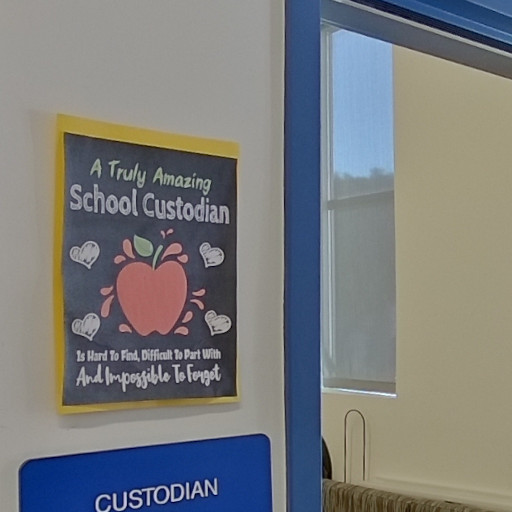 A Truly Amazing
School Custodian
Is Hard To Find, Difficult To Part With
And Impossible To Forget
CUSTODIAN